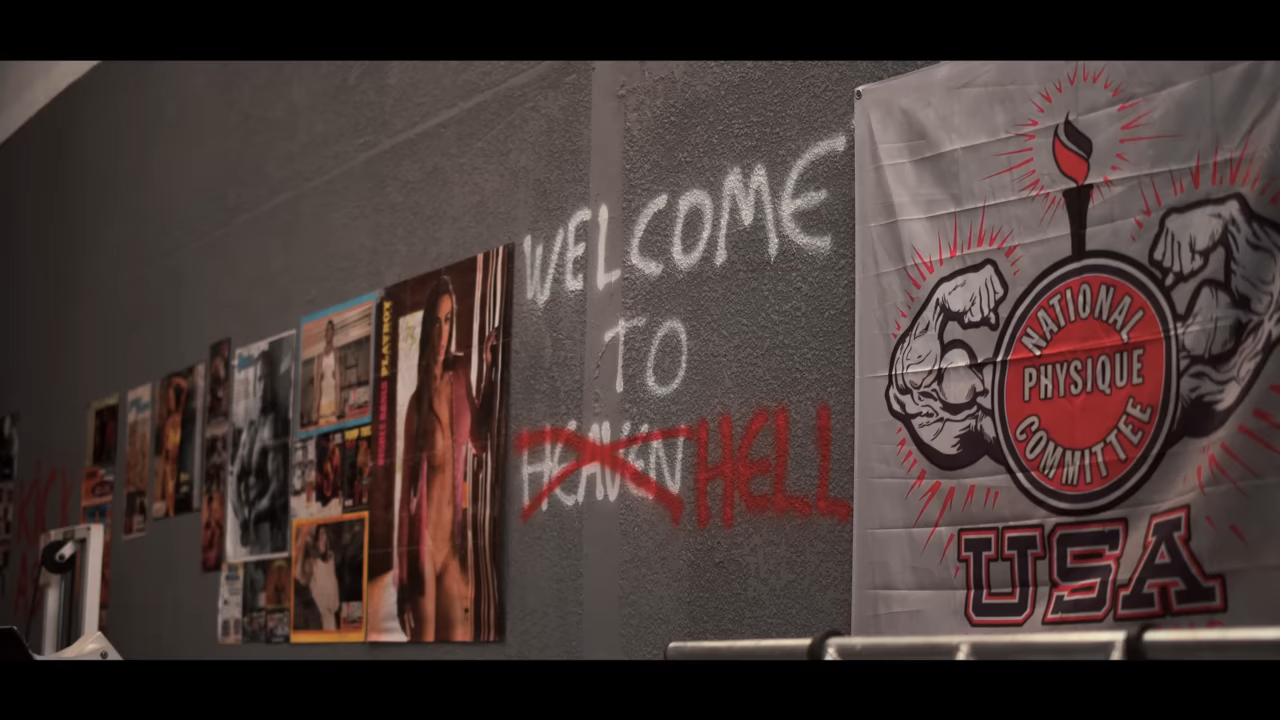 WELCOME
TO
HEAVEN HELL
PLAYBOY
NATIONAL
PHYSIQUE
COMMITTEE
USA